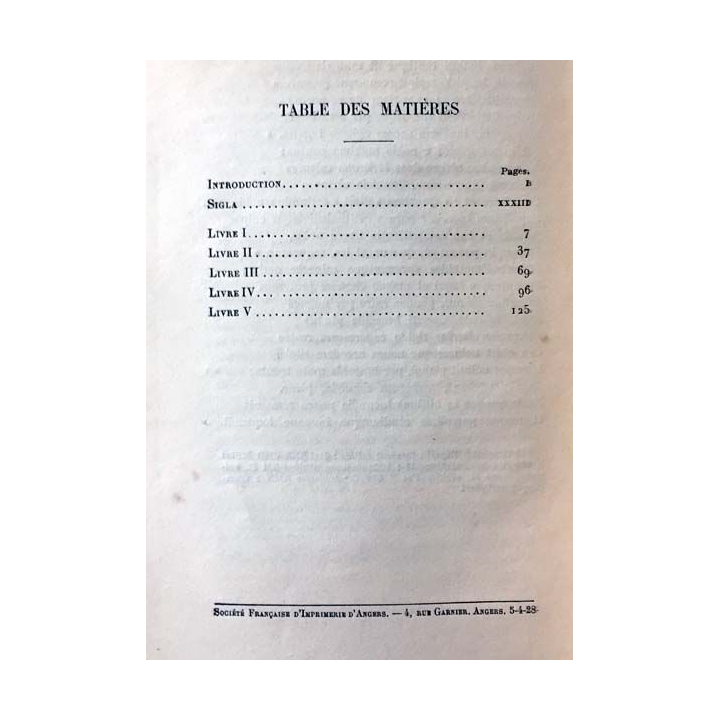 TABLE DES MATIÈRES
Pages.
INTRODUCTION........................ ...... I
SIGLA..................................... XXXIII
LIVRE I.................................... 7
LIVRE II................................... 37
LIVRE III.................................. 69
LIVRE IV... ............................... 96
LIVRE V.................................... 125
SOCIÉTÉ FRANÇAISE D'IMPRIMERIE D'ANGERS. — 4, RUE GARNIER. ANGERS. 5-4-28